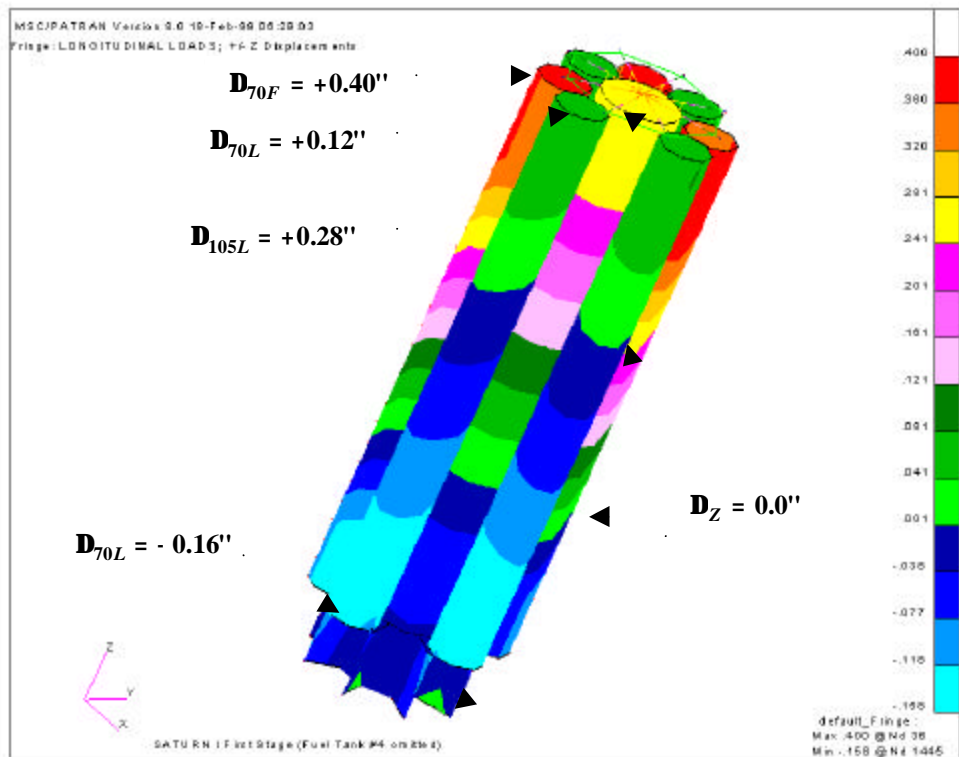 MSC/PATRAN Version 8.0 19-Feb-99 06:39:03
Fringe: LONGITUDINAL LOADS; +/-Z Displacements
D70F = +0.40"
D70L = +0.12"
D105L = +0.28"
DZ = 0.0"
D70L = - 0.16"
.400
.360
.320
.281
.241
.201
.161
.121
.081
.041
.001
-.038
-.077
-.118
-.158
Z
Y
X
SATURN I First Stage (Fuel Tank #4 omitted)
default_Fringe :
Max .400 @Nd 36
Min -.158 @Nd 1445